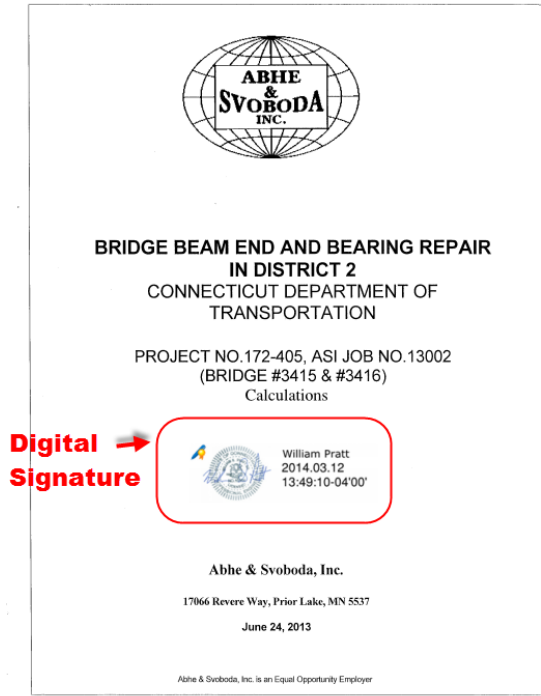 ABHE
&
SVOBODA
INC.
BRIDGE BEAM END AND BEARING REPAIR
IN DISTRICT 2
CONNECTICUT DEPARTMENT OF
TRANSPORTATION
PROJECT NO.172-405, ASI JOB NO.13002
(BRIDGE #3415 & #3416)
Calculations
Digital
Signature
William Pratt
2014.03.12
13:49:10-04'00'
Abhe & Svoboda, Inc.
17066 Revere Way, Prior Lake, MN 5537
June 24, 2013
Abhe & Svoboda, Inc. is an Equal Opportunity Employer